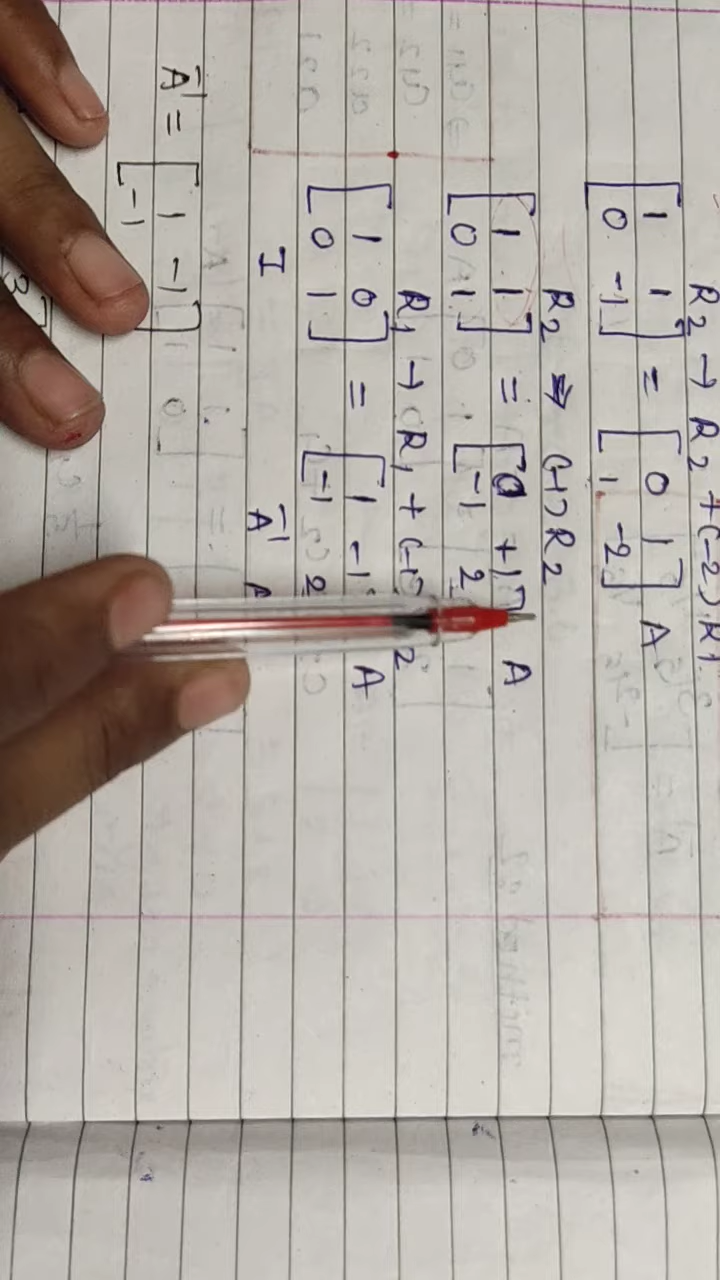 R₂ → R₂ + (-2) R₁
[1 1] = [0 1] A
[0 -1] [1 -2]
R₂ → (-1) R₂
[1 1] = [0 +1] A
[0 1] [-1 2]
R₁ → R₁ + (-1) 2
[1 0] = [1 -1] A
[0 1] [-1 2]
I A⁻¹ A
A⁻¹ = [1 -1]
[-1